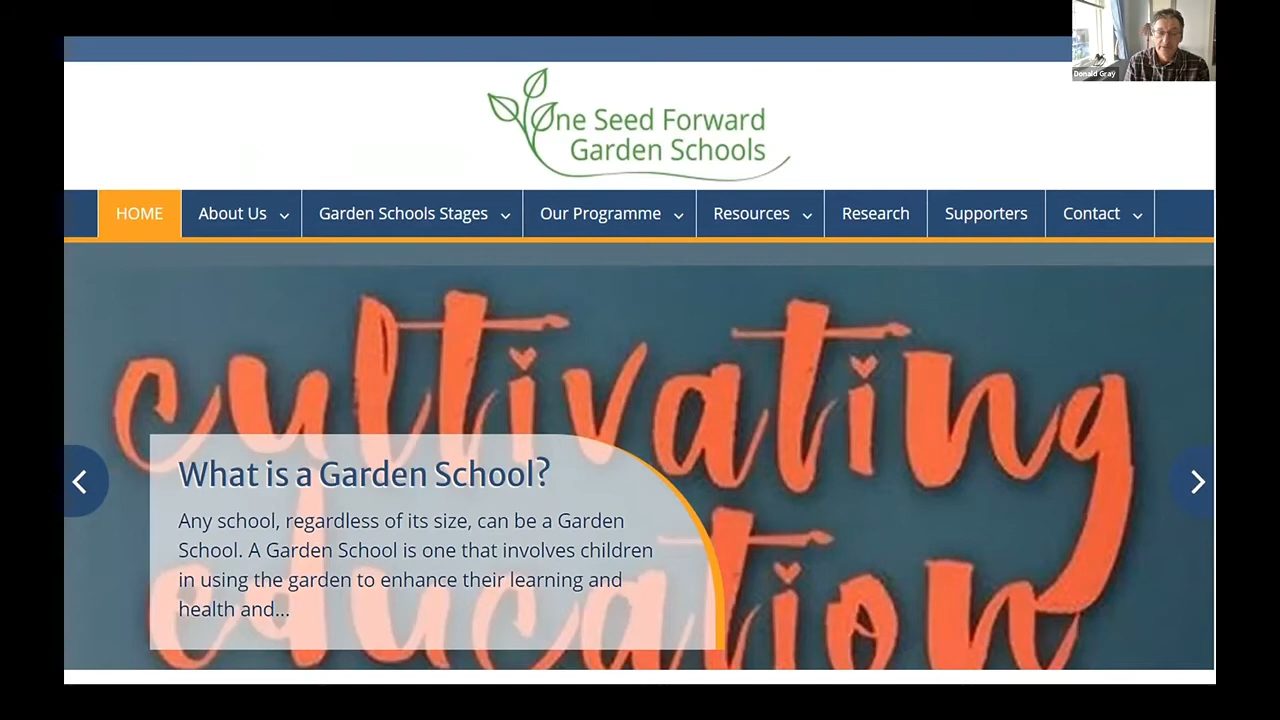 Donald Gray
One Seed Forward
Garden Schools
HOME
About Us
Garden Schools Stages
Our Programme
Resources
Research
Supporters
Contact
cultivating
education
What is a Garden School?
Any school, regardless of its size, can be a Garden
School. A Garden School is one that involves children
in using the garden to enhance their learning and
health and...